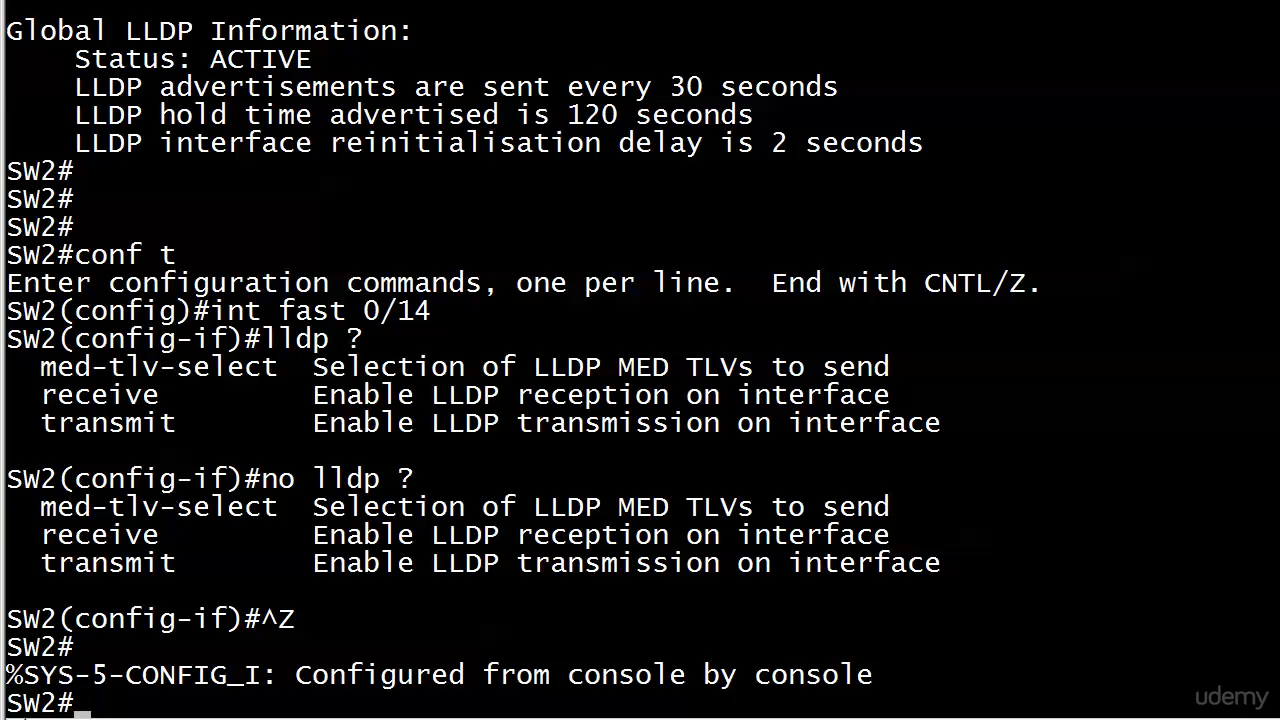 Global LLDP Information:
    Status: ACTIVE
    LLDP advertisements are sent every 30 seconds
    LLDP hold time advertised is 120 seconds
    LLDP interface reinitialisation delay is 2 seconds
SW2#
SW2#
SW2#
SW2#conf t
Enter configuration commands, one per line.  End with CNTL/Z.
SW2(config)#int fast 0/14
SW2(config-if)#lldp ?
  med-tlv-select  Selection of LLDP MED TLVs to send
  receive         Enable LLDP reception on interface
  transmit        Enable LLDP transmission on interface

SW2(config-if)#no lldp ?
  med-tlv-select  Selection of LLDP MED TLVs to send
  receive         Enable LLDP reception on interface
  transmit        Enable LLDP transmission on interface

SW2(config-if)#^Z
SW2#
%SYS-5-CONFIG_I: Configured from console by console
SW2#
udemy